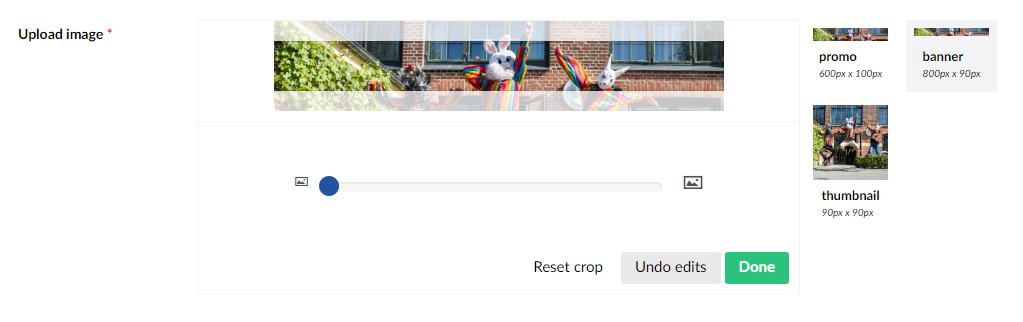 Upload image *
promo
600px x 100px
banner
800px x 90px
thumbnail
90px x 90px
Reset crop
Undo edits
Done